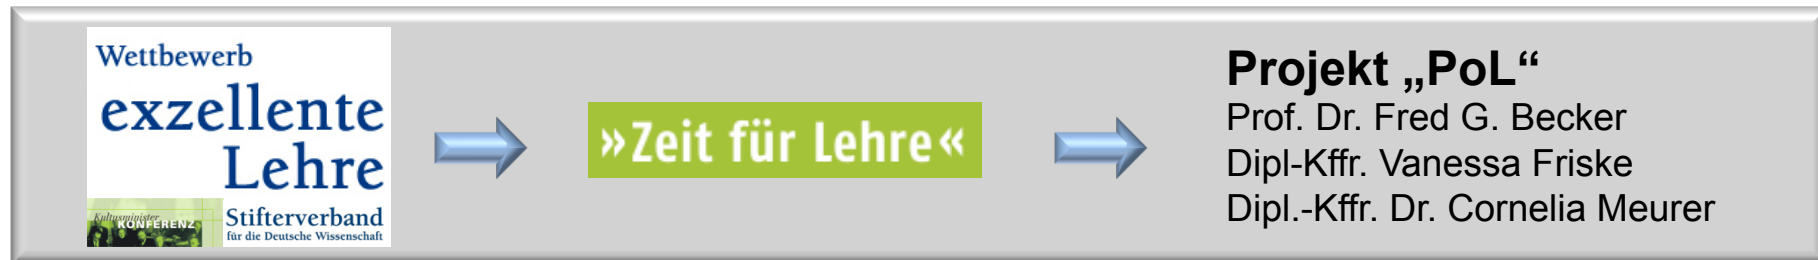 Wettbewerb
exzellente
Lehre
Kultusminister
KONFERENZ
Stifterverband
für die Deutsche Wissenschaft
»Zeit für Lehre«
Projekt „PoL“
Prof. Dr. Fred G. Becker
Dipl-Kffr. Vanessa Friske
Dipl.-Kffr. Dr. Cornelia Meurer